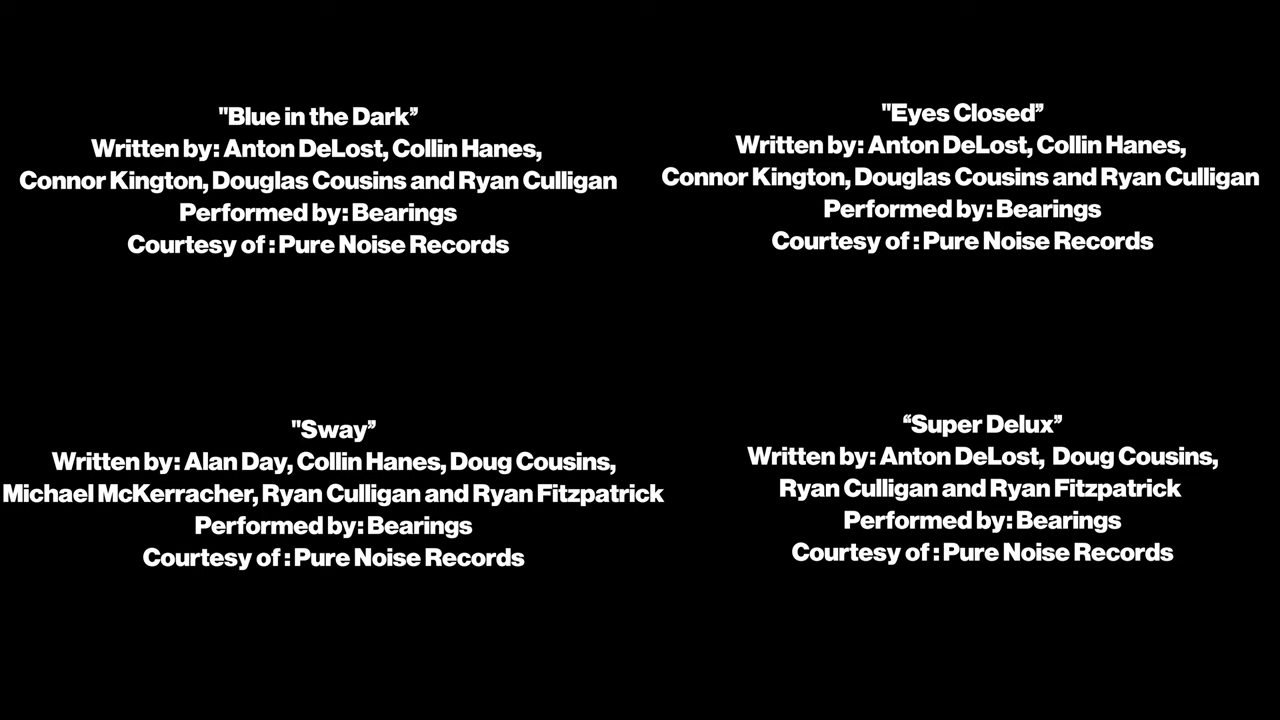 "Blue in the Dark”
Written by: Anton DeLost, Collin Hanes,
Connor Kington, Douglas Cousins and Ryan Culligan
Performed by: Bearings
Courtesy of : Pure Noise Records
"Eyes Closed”
Written by: Anton DeLost, Collin Hanes,
Connor Kington, Douglas Cousins and Ryan Culligan
Performed by: Bearings
Courtesy of : Pure Noise Records
"Sway”
Written by: Alan Day, Collin Hanes, Doug Cousins,
Michael McKerracher, Ryan Culligan and Ryan Fitzpatrick
Performed by: Bearings
Courtesy of : Pure Noise Records
“Super Delux”
Written by: Anton DeLost,  Doug Cousins,
Ryan Culligan and Ryan Fitzpatrick
Performed by: Bearings
Courtesy of : Pure Noise Records